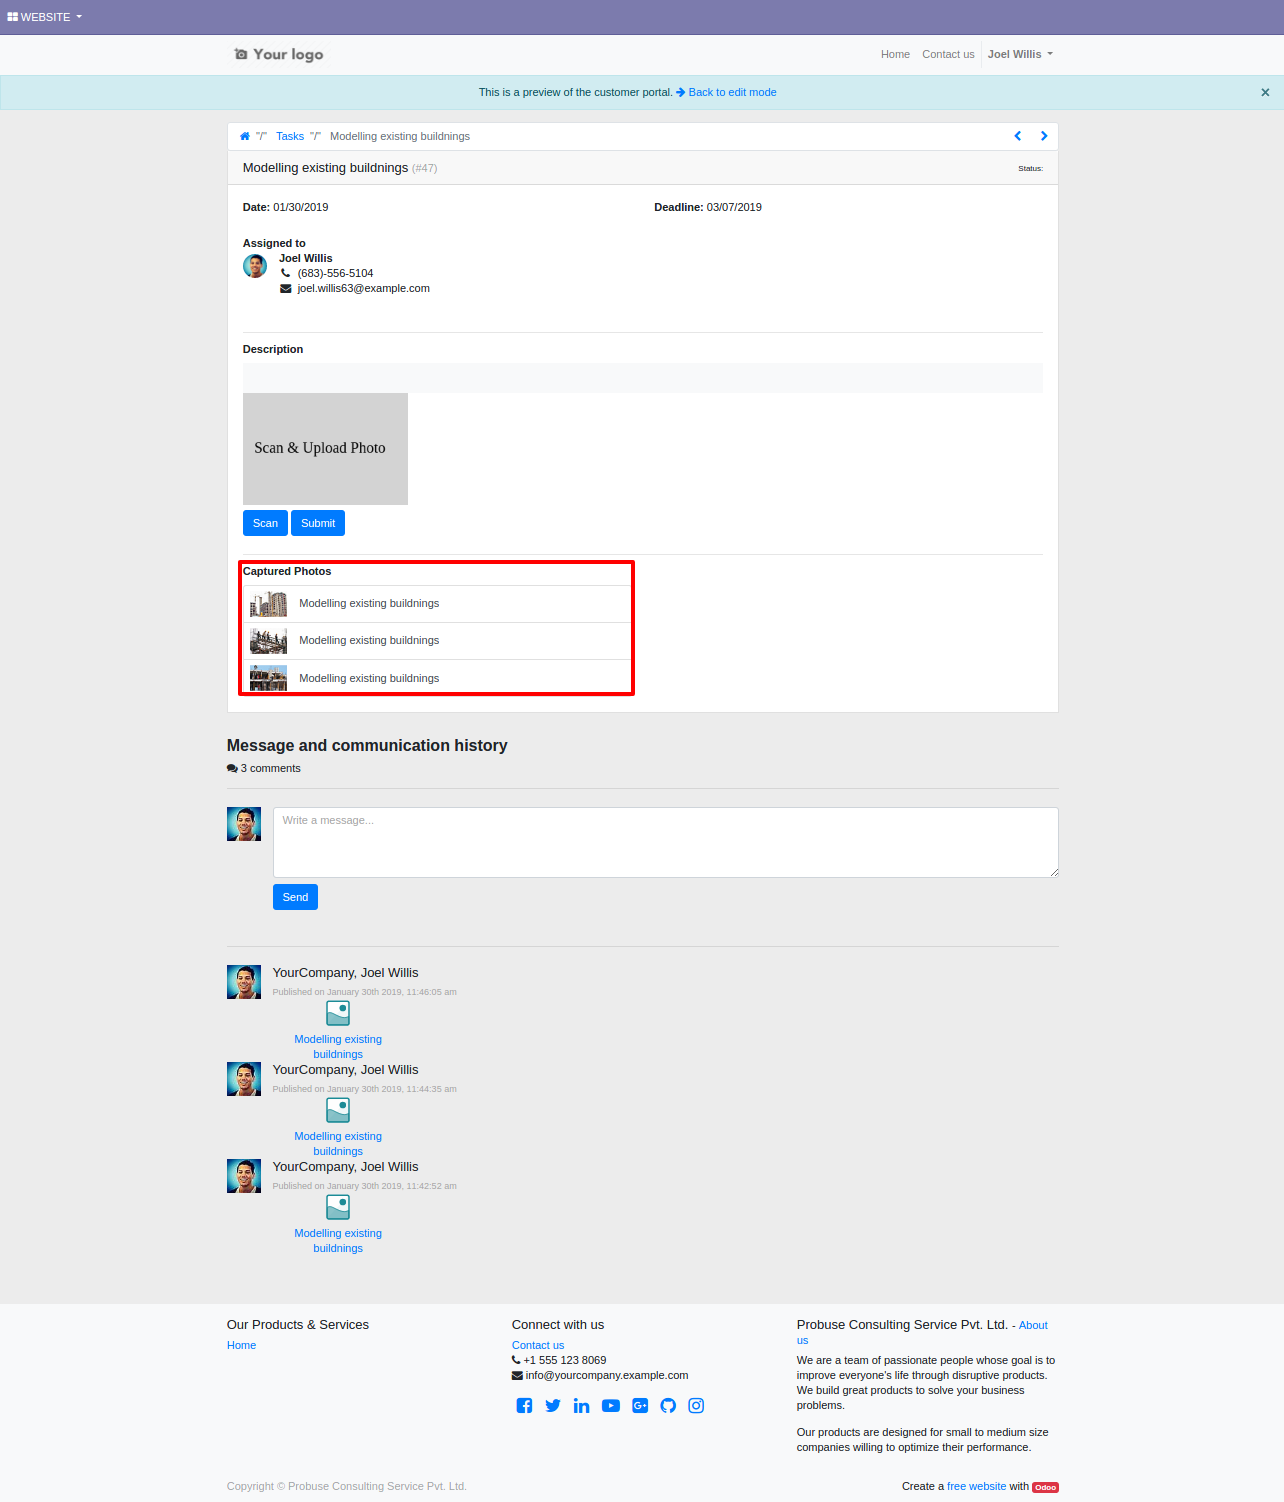 WEBSITE
Your logo
Home Contact us Joel Willis
This is a preview of the customer portal. Back to edit mode ×
"/" Tasks "/" Modelling existing buildnings
Modelling existing buildnings (#47) Status:
Date: 01/30/2019 Deadline: 03/07/2019
Assigned to
Joel Willis
(683)-556-5104
joel.willis63@example.com
Description
Scan & Upload Photo
Scan Submit
Captured Photos
Modelling existing buildnings
Modelling existing buildnings
Modelling existing buildnings
Message and communication history
3 comments
Write a message...
Send
YourCompany, Joel Willis
Published on January 30th 2019, 11:46:05 am
Modelling existing
buildnings
YourCompany, Joel Willis
Published on January 30th 2019, 11:44:35 am
Modelling existing
buildnings
YourCompany, Joel Willis
Published on January 30th 2019, 11:42:52 am
Modelling existing
buildnings
Our Products & Services
Home
Connect with us
Contact us
+1 555 123 8069
info@yourcompany.example.com
Probuse Consulting Service Pvt. Ltd. - About
us
We are a team of passionate people whose goal is to
improve everyone's life through disruptive products.
We build great products to solve your business
problems.
Our products are designed for small to medium size
companies willing to optimize their performance.
Copyright © Probuse Consulting Service Pvt. Ltd.
Create a free website with Odoo